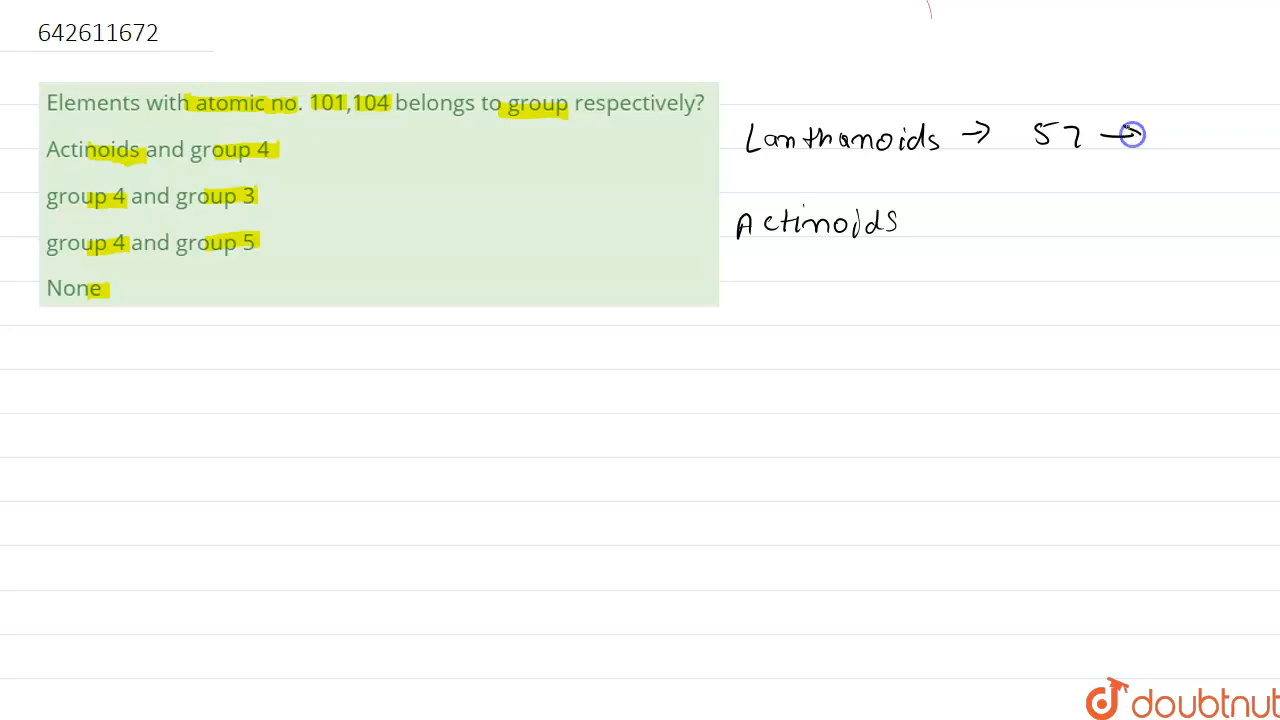 642611672
Elements with atomic no. 101,104 belongs to group respectively?
Actinoids and group 4
group 4 and group 3
group 4 and group 5
None
Lanthanoids → 57 →
Actinoids
doubtnut